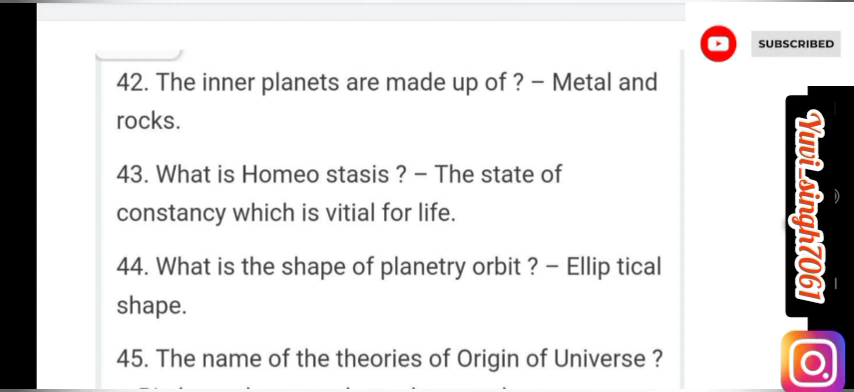 42. The inner planets are made up of ? – Metal and
rocks.
43. What is Homeo stasis ? – The state of
constancy which is vitial for life.
44. What is the shape of planetry orbit ? – Ellip tical
shape.
45. The name of the theories of Origin of Universe ?
SUBSCRIBED
Yuvi_singh7061